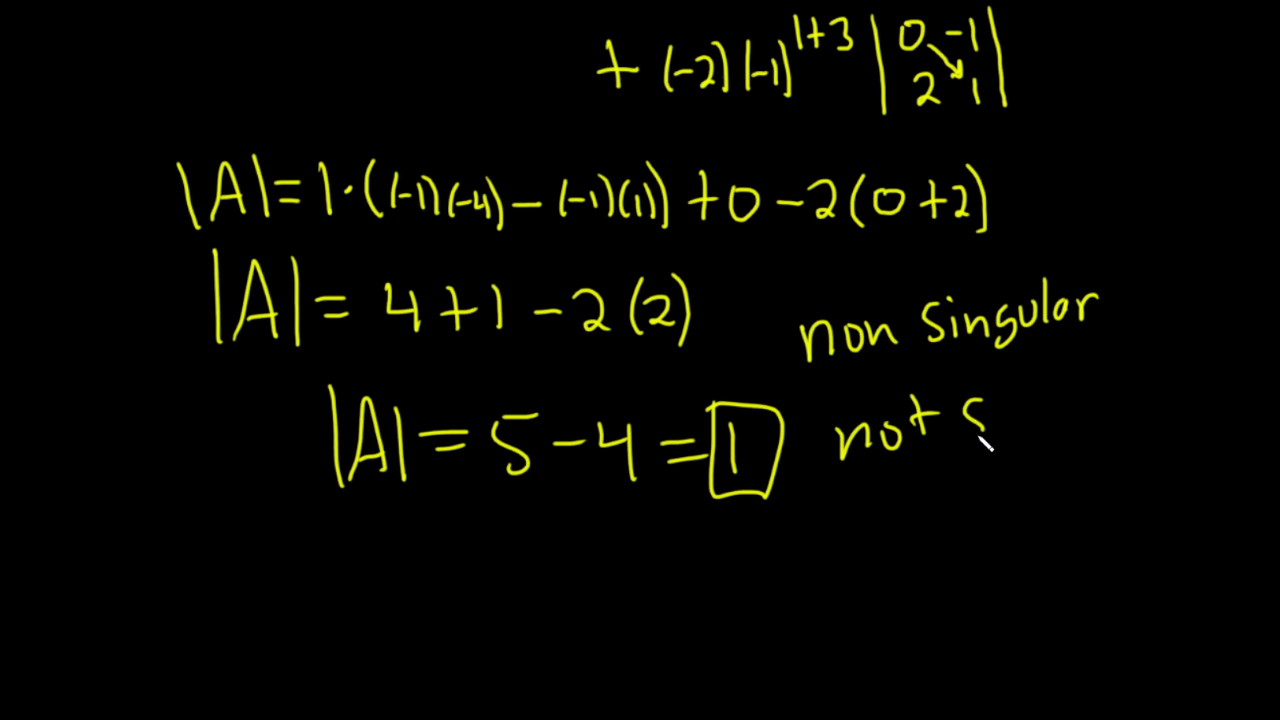 + (-2)(-1)^{1+3} | 0 -1 |
| 2 1 |
|A| = 1·((-1)(-4) - (-1)(1)) + 0 - 2(0+2)
|A| = 4 + 1 - 2(2)
non singular
|A| = 5 - 4 = 1
not s